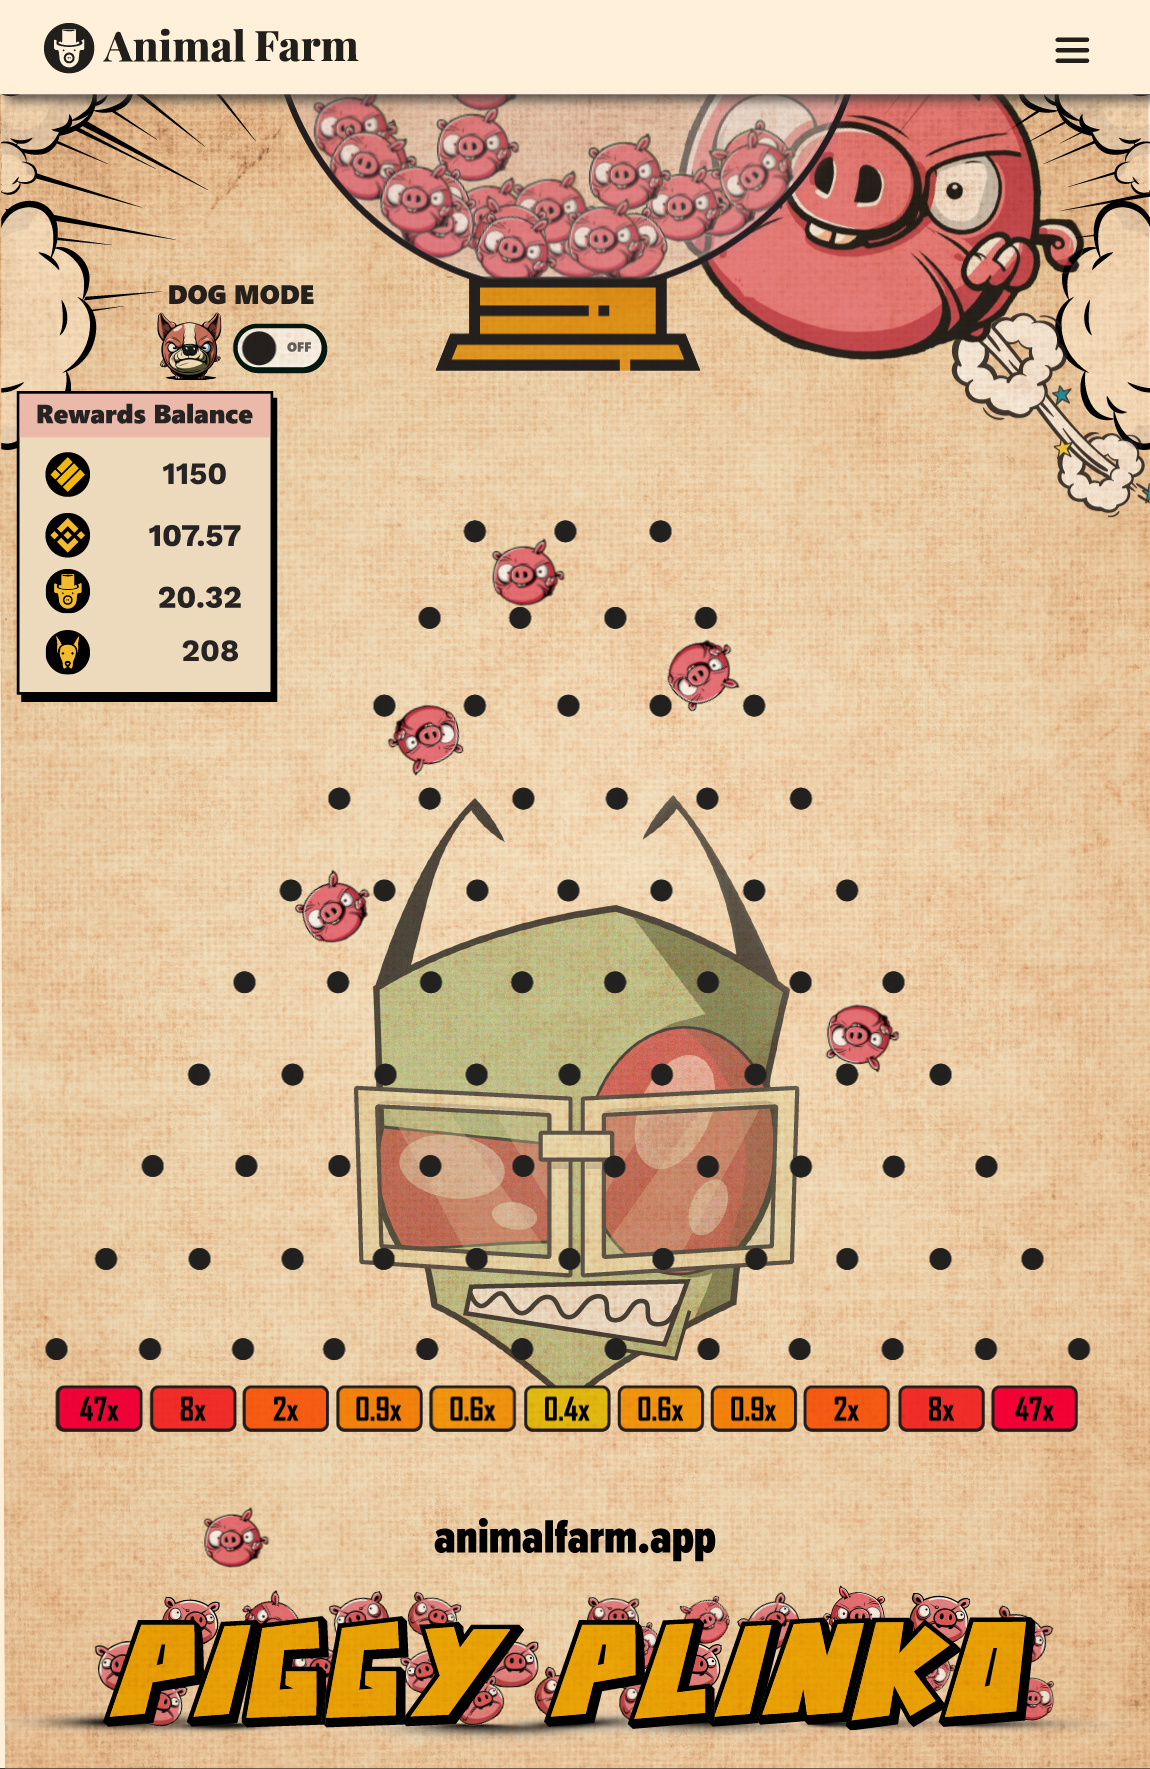 Animal Farm
DOG MODE
OFF
Rewards Balance
1150
107.57
20.32
208
47x 8x 2x 0.9x 0.6x 0.4x 0.6x 0.9x 2x 8x 47x
animalfarm.app
PIGGY PLINKO